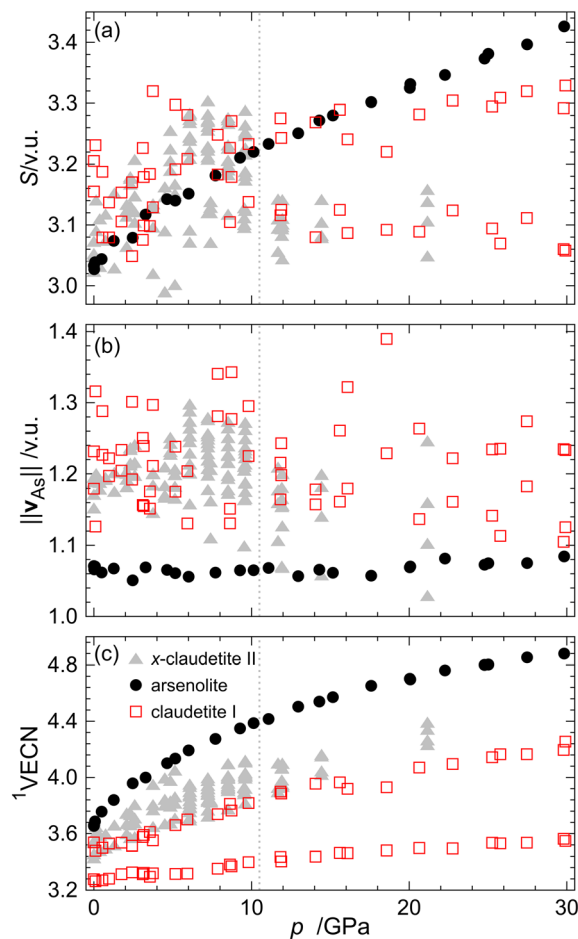 (a)
S/v.u.
3.4
3.3
3.2
3.1
3.0
(b)
||v_As|| /v.u.
1.4
1.3
1.2
1.1
1.0
(c)
x-claudetite II
arsenolite
claudetite I
¹VECN
4.8
4.4
4.0
3.6
3.2
0 10 20 30
p /GPa